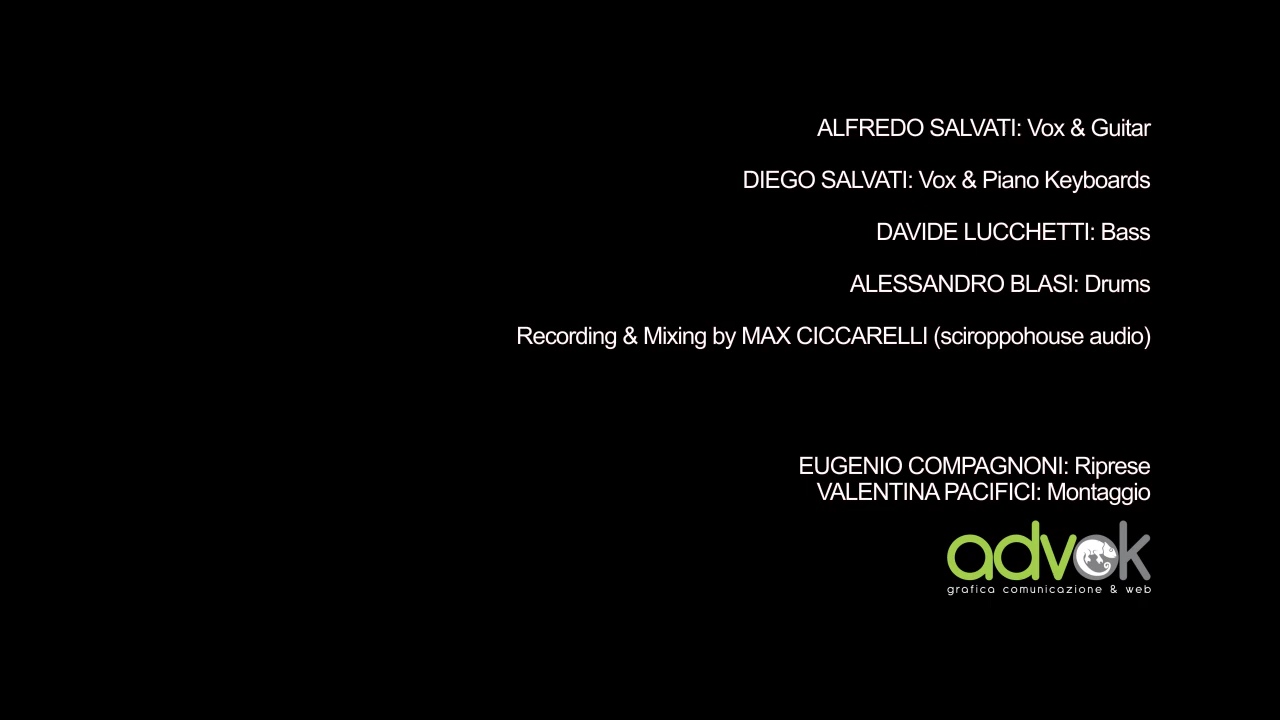 ALFREDO SALVATI: Vox & Guitar
DIEGO SALVATI: Vox & Piano Keyboards
DAVIDE LUCCHETTI: Bass
ALESSANDRO BLASI: Drums
Recording & Mixing by MAX CICCARELLI (sciroppohouse audio)
EUGENIO COMPAGNONI: Riprese
VALENTINA PACIFICI: Montaggio
advok
grafica comunicazione & web